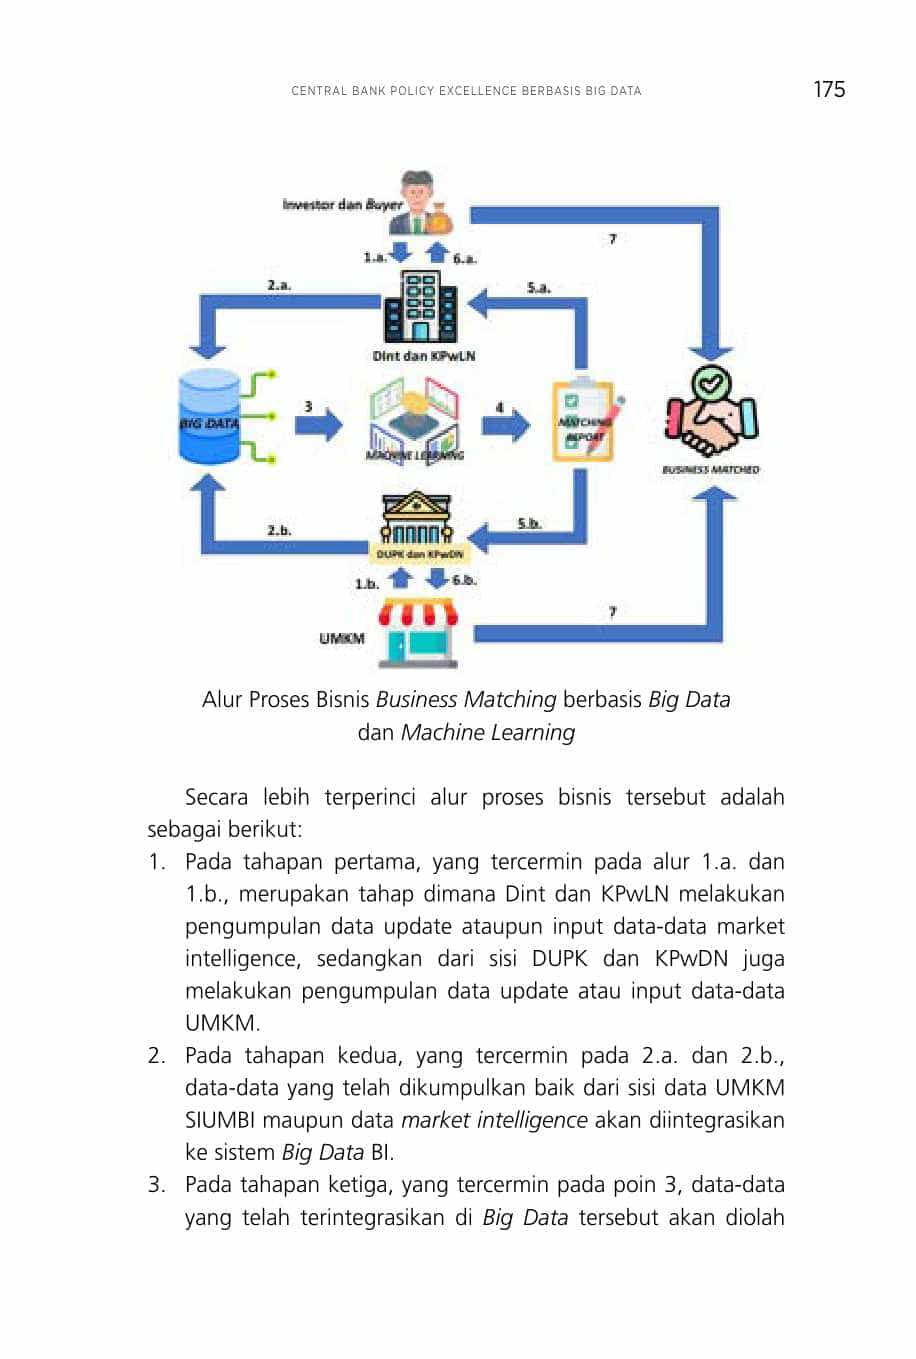 CENTRAL BANK POLICY EXCELLENCE BERBASIS BIG DATA
175
Investor dan Buyer
7
1.a.
6.a.
2.a.
5.a.
Dint dan KPwLN
3
4
BIG DATA
MATCHING
REPORT
MACHINE LEARNING
BUSINESS MATCHED
2.b.
5.b.
DUPK dan KPwDN
1.b.
6.b.
7
UMKM
Alur Proses Bisnis Business Matching berbasis Big Data
dan Machine Learning
Secara lebih terperinci alur proses bisnis tersebut adalah
sebagai berikut:
1. Pada tahapan pertama, yang tercermin pada alur 1.a. dan
1.b., merupakan tahap dimana Dint dan KPwLN melakukan
pengumpulan data update ataupun input data-data market
intelligence, sedangkan dari sisi DUPK dan KPwDN juga
melakukan pengumpulan data update atau input data-data
UMKM.
2. Pada tahapan kedua, yang tercermin pada 2.a. dan 2.b.,
data-data yang telah dikumpulkan baik dari sisi data UMKM
SIUMBI maupun data market intelligence akan diintegrasikan
ke sistem Big Data BI.
3. Pada tahapan ketiga, yang tercermin pada poin 3, data-data
yang telah terintegrasikan di Big Data tersebut akan diolah